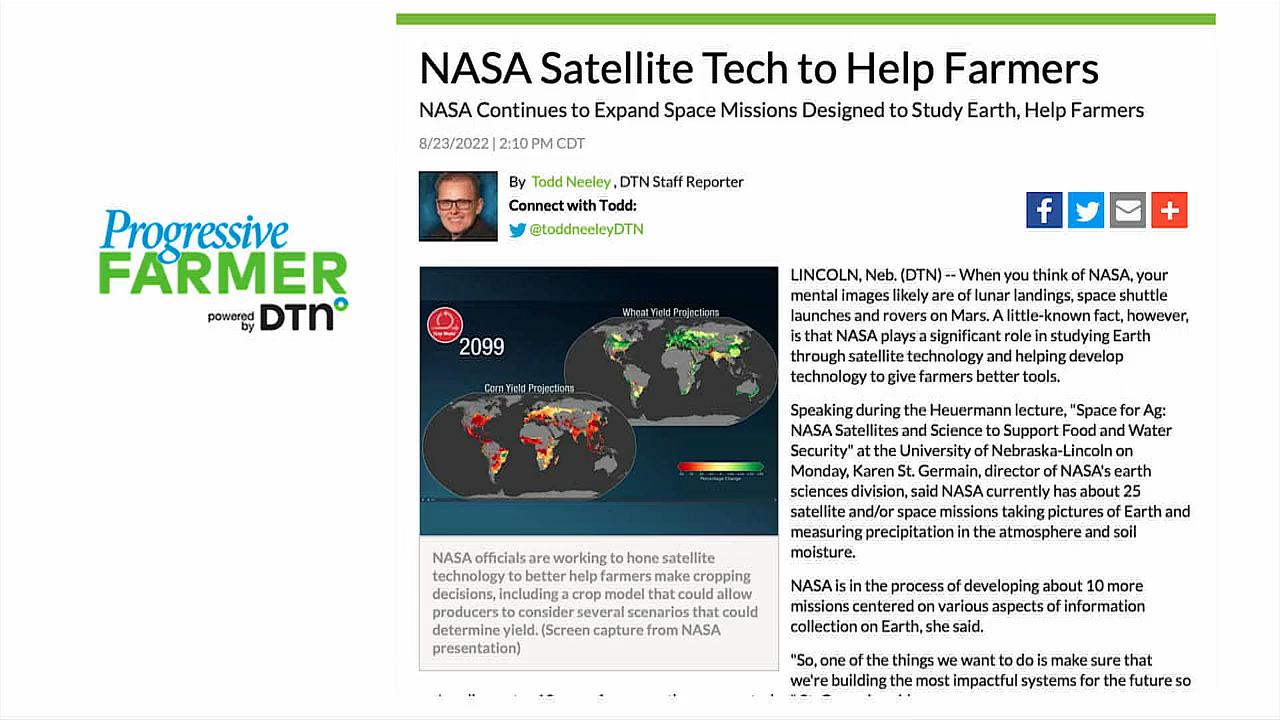 Progressive
FARMER
powered by DTN
NASA Satellite Tech to Help Farmers
NASA Continues to Expand Space Missions Designed to Study Earth, Help Farmers
8/23/2022 | 2:10 PM CDT
By Todd Neeley , DTN Staff Reporter
Connect with Todd:
@toddneeleyDTN
2099
Wheat Yield Projections
Corn Yield Projections
Percentage Change
NASA officials are working to hone satellite
technology to better help farmers make cropping
decisions, including a crop model that could allow
producers to consider several scenarios that could
determine yield. (Screen capture from NASA
presentation)
LINCOLN, Neb. (DTN) -- When you think of NASA, your
mental images likely are of lunar landings, space shuttle
launches and rovers on Mars. A little-known fact, however,
is that NASA plays a significant role in studying Earth
through satellite technology and helping develop
technology to give farmers better tools.
Speaking during the Heuermann lecture, "Space for Ag:
NASA Satellites and Science to Support Food and Water
Security" at the University of Nebraska-Lincoln on
Monday, Karen St. Germain, director of NASA's earth
sciences division, said NASA currently has about 25
satellite and/or space missions taking pictures of Earth and
measuring precipitation in the atmosphere and soil
moisture.
NASA is in the process of developing about 10 more
missions centered on various aspects of information
collection on Earth, she said.
"So, one of the things we want to do is make sure that
we're building the most impactful systems for the future so